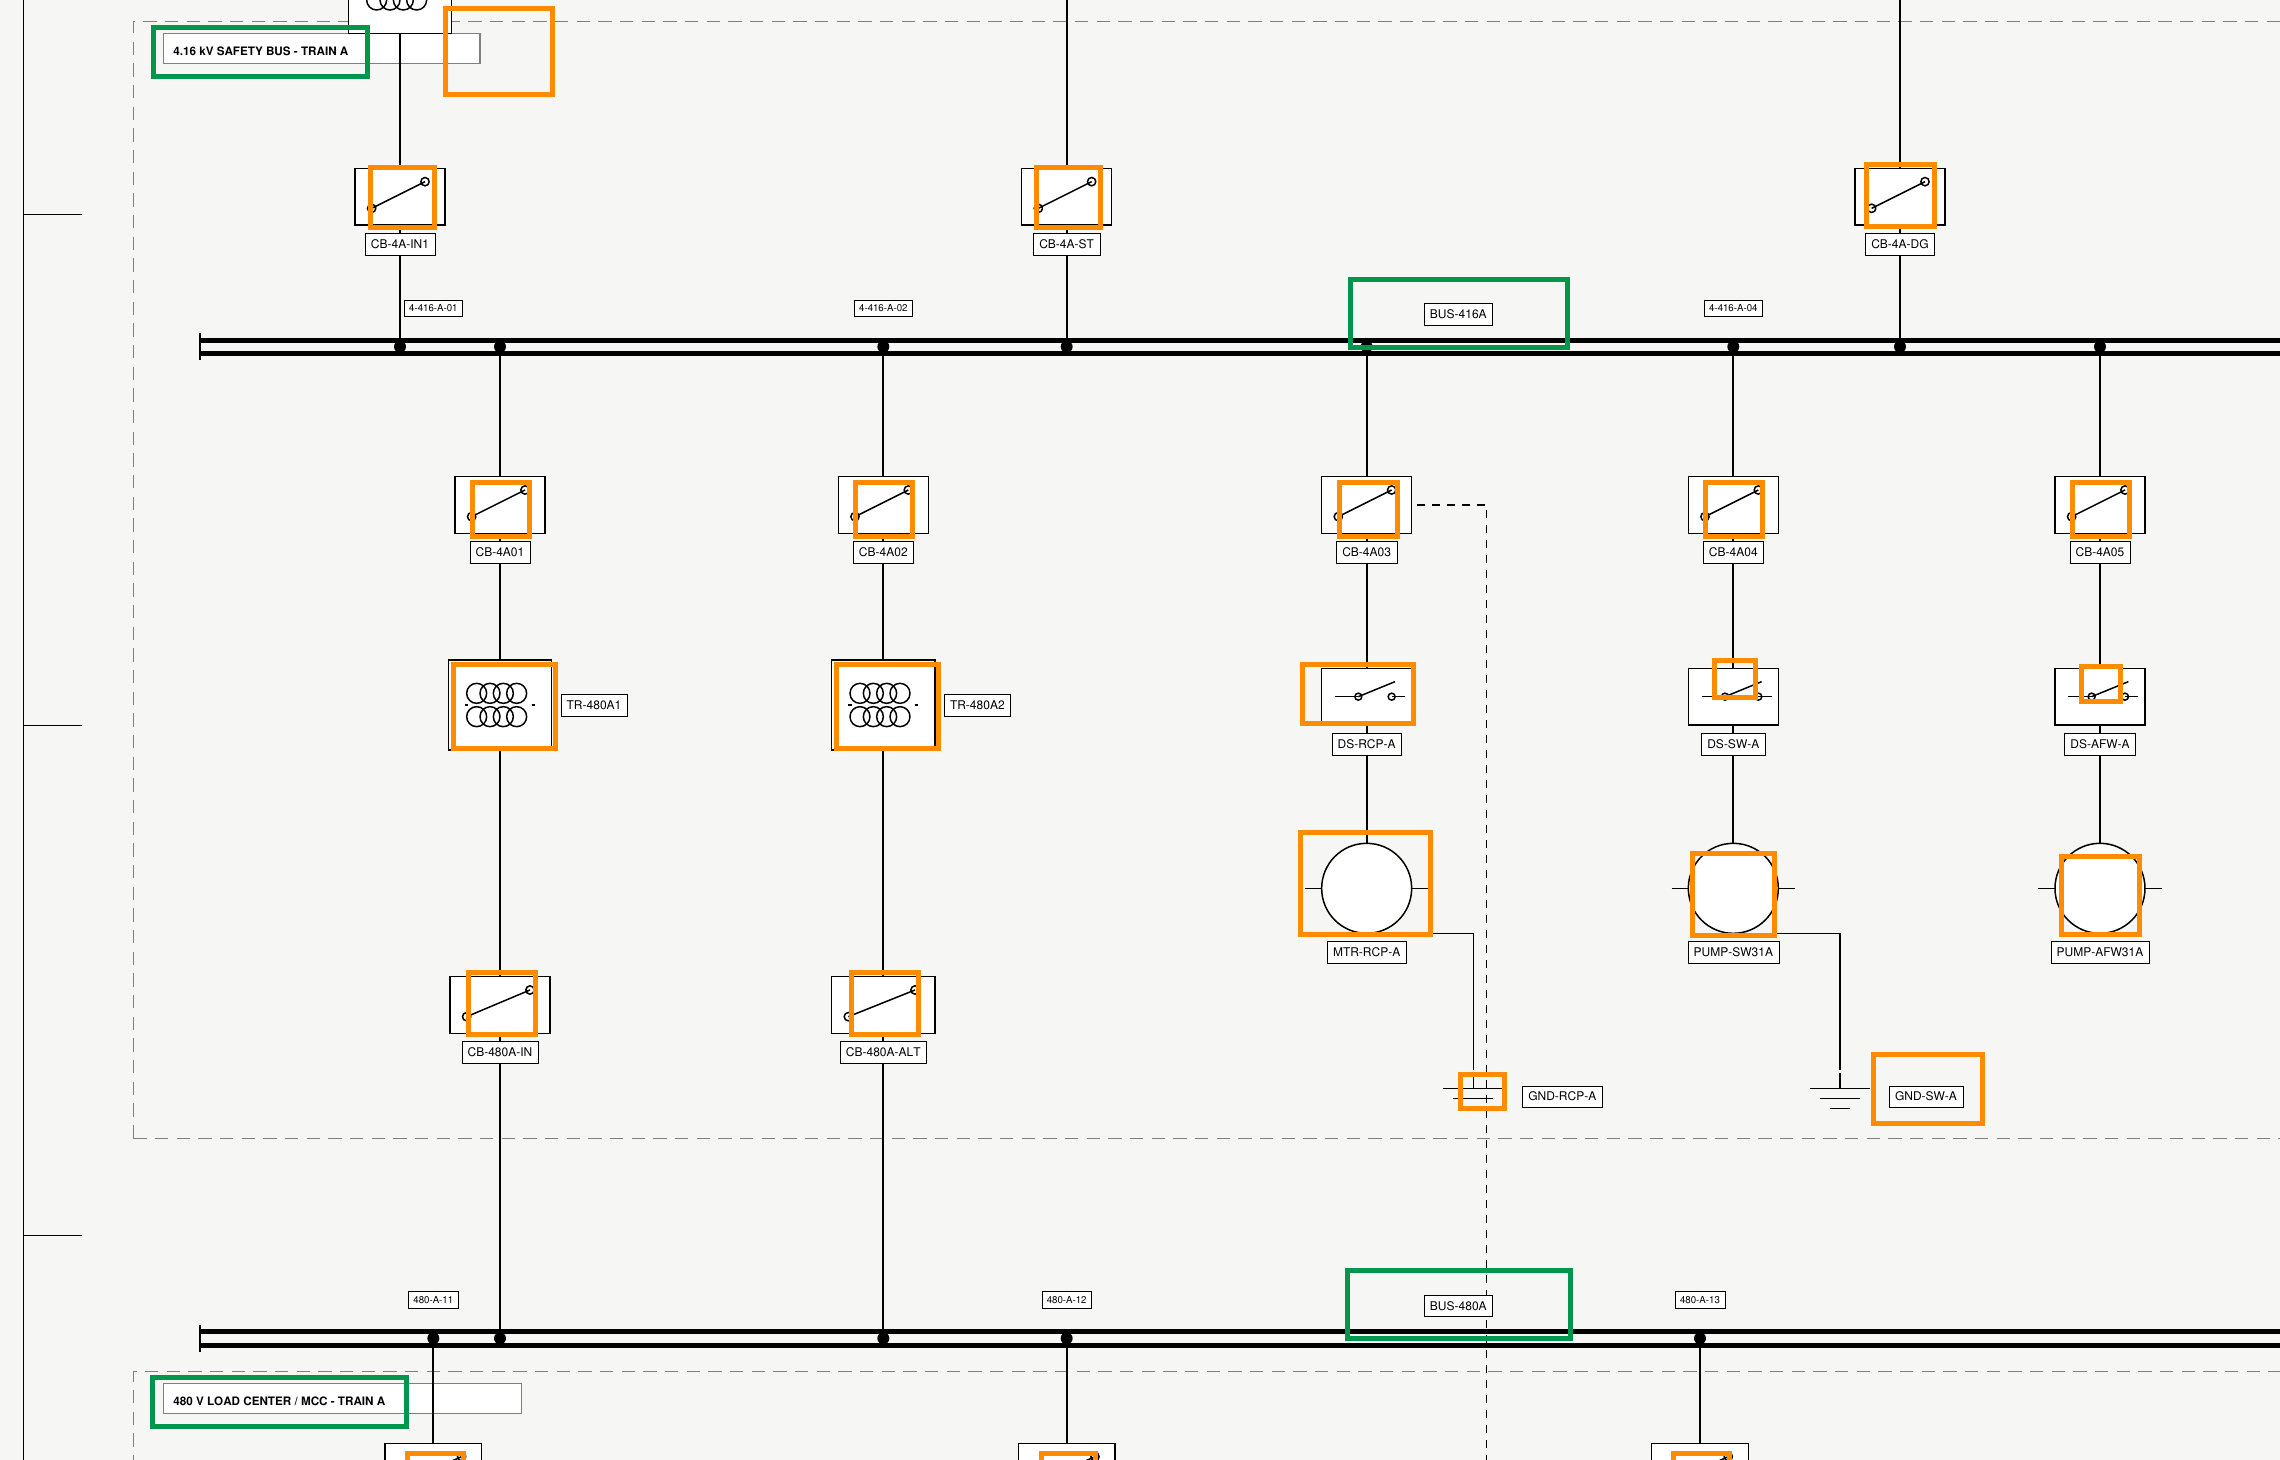 4.16 kV SAFETY BUS - TRAIN A
CB-4A-IN1
CB-4A-ST
CB-4A-DG
4-416-A-01
4-416-A-02
BUS-416A
4-416-A-04
CB-4A01
CB-4A02
CB-4A03
CB-4A04
CB-4A05
TR-480A1
TR-480A2
DS-RCP-A
DS-SW-A
DS-AFW-A
MTR-RCP-A
PUMP-SW31A
PUMP-AFW31A
CB-480A-IN
CB-480A-ALT
GND-RCP-A
GND-SW-A
480-A-11
480-A-12
BUS-480A
480-A-13
480 V LOAD CENTER / MCC - TRAIN A